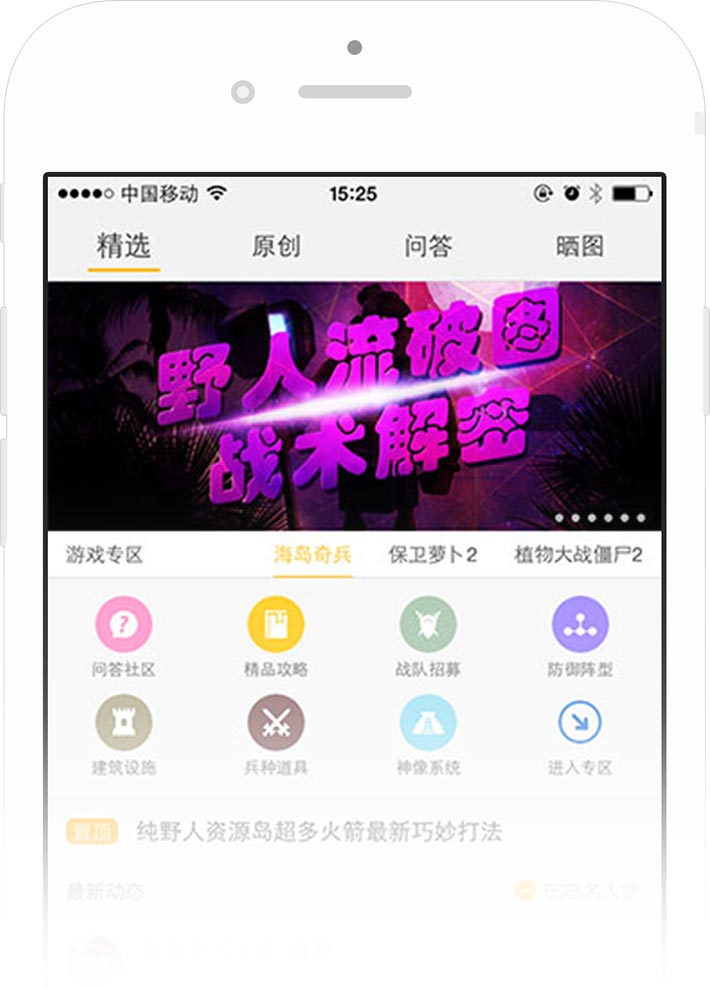 中国移动 15:25
精选 原创 问答 晒图
野人流破图
战术解密
游戏专区 海岛奇兵 保卫萝卜2 植物大战僵尸2
问答社区 精品攻略 战队招募 防御阵型
建筑设施 兵种道具 神像系统 进入专区
置顶 纯野人资源岛超多火箭最新巧妙打法
最新动态 玩吧名人堂